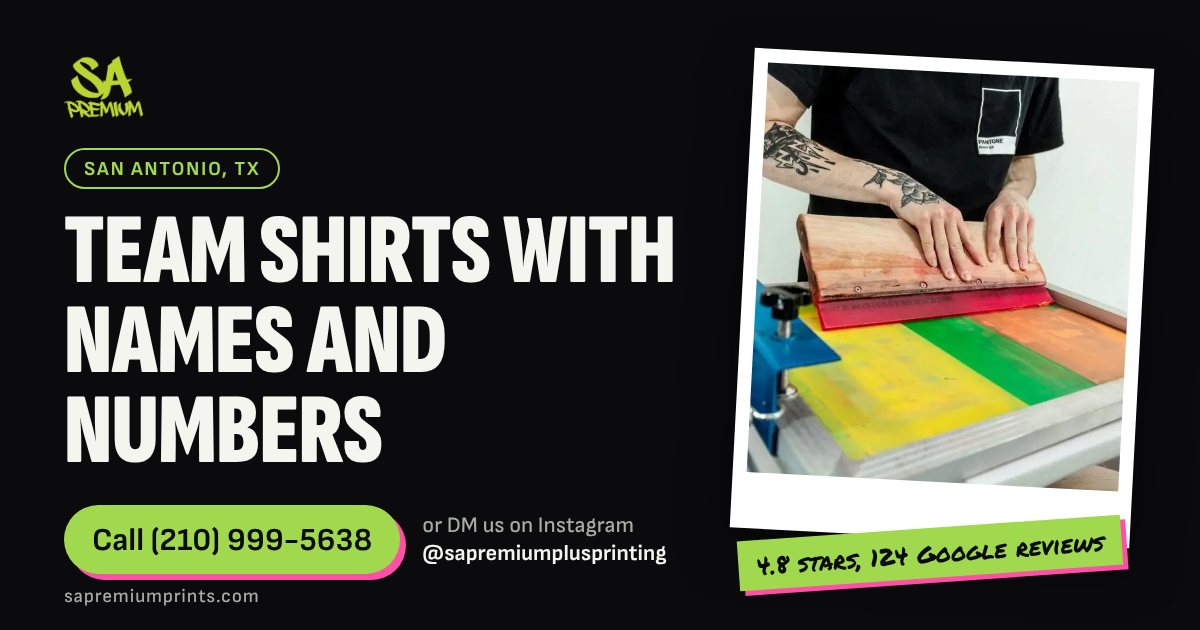 SA
PREMIUM
SAN ANTONIO, TX
TEAM SHIRTS WITH
NAMES AND
NUMBERS
Call (210) 999-5638
or DM us on Instagram
@sapremiumplusprinting
sapremiumprints.com
PANTONE
4.8 STARS, 124 GOOGLE REVIEWS